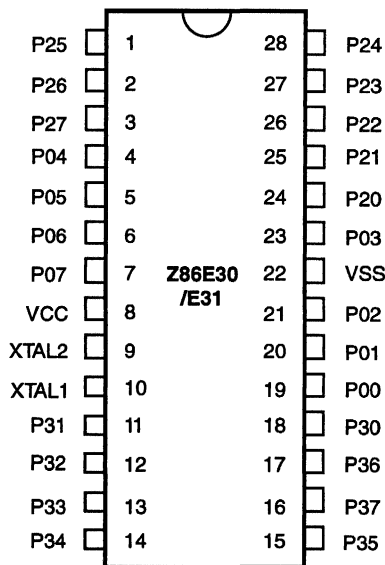 P25 1 28 P24
P26 2 27 P23
P27 3 26 P22
P04 4 25 P21
P05 5 24 P20
P06 6 23 P03
P07 7 Z86E30 22 VSS
/E31
VCC 8 21 P02
XTAL2 9 20 P01
XTAL1 10 19 P00
P31 11 18 P30
P32 12 17 P36
P33 13 16 P37
P34 14 15 P35